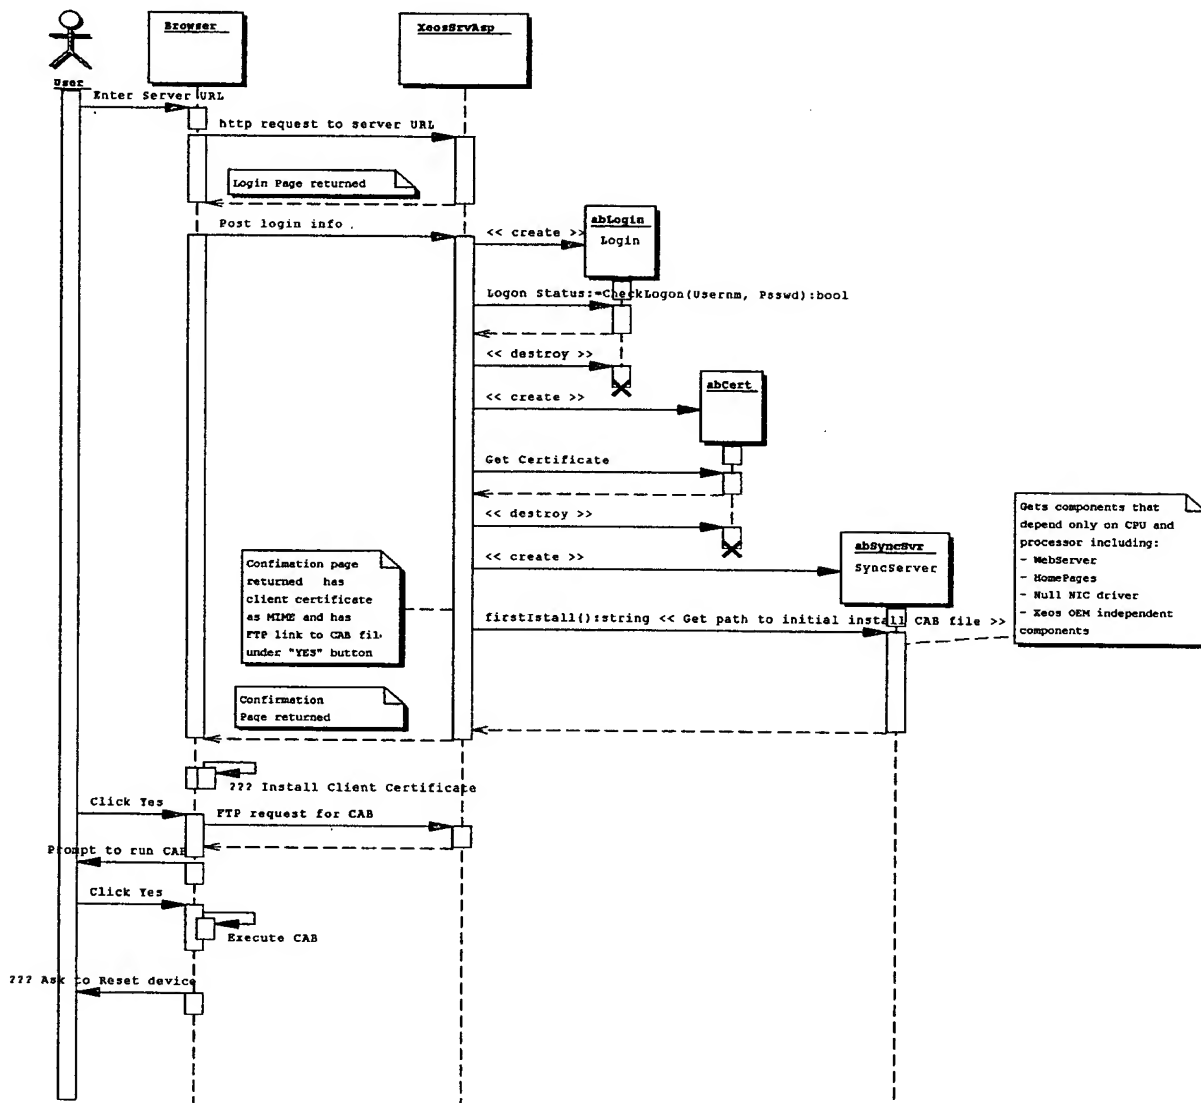 Browser
XeosSrvAsp
User
Enter Server URL
http request to server URL
Login Page returned
Post login info
abLogin
Login
<< create >>
Logon Status:=CheckLogon(Usernm, Psswd):bool
<< destroy >>
abCert
<< create >>
Get Certificate
<< destroy >>
<< create >>
abSyncSvr
SyncServer
Gets components that
depend only on CPU and
processor including:
- WebServer
- HomePages
- Null NIC driver
- Xeos OEM independent
components
Confimation page
returned has
client certificate
as MIME and has
FTP link to CAB fil
under "YES" button
firstIstall():string << Get path to initial install CAB file >>
Confirmation
Page returned
??? Install Client Certificate
Click Yes
FTP request for CAB
Prompt to run CAB
Click Yes
Execute CAB
??? Ask to Reset device